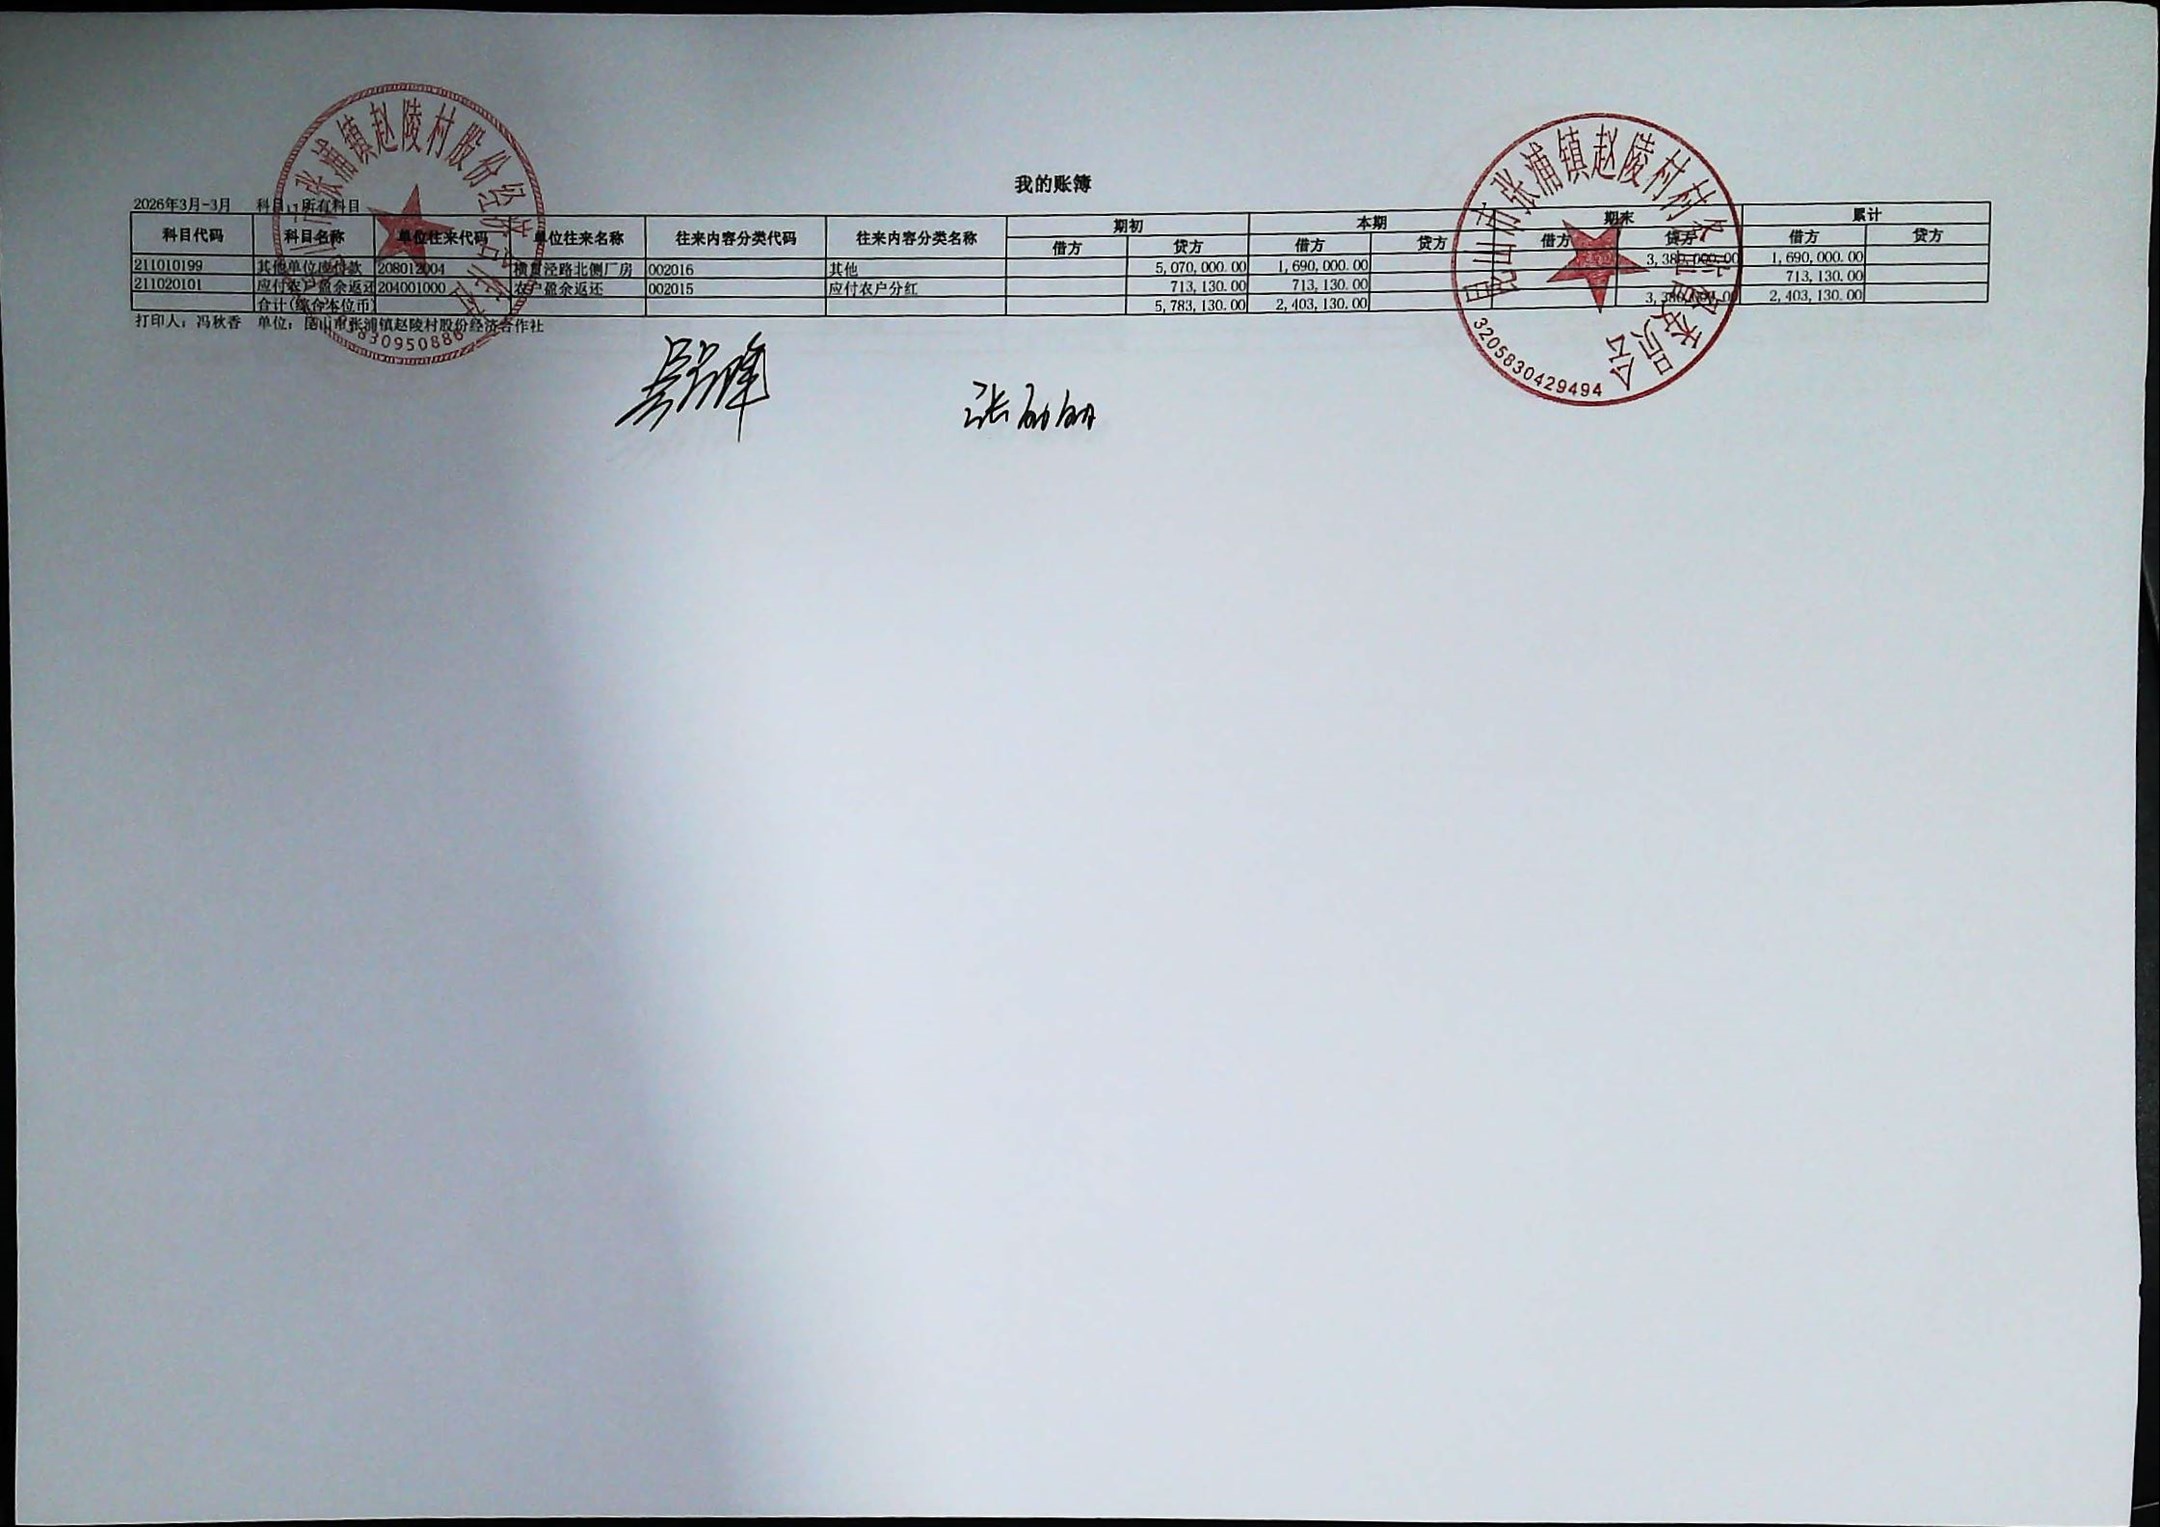 我的账簿
2026年3月-3月 科目：所有科目
科目代码 科目名称 单位往来代码 单位往来名称 往来内容分类代码 往来内容分类名称 期初 本期 期末 累计
借方 贷方 借方 贷方 借方 贷方 借方 贷方
211010199 其他单位应付款 208012004 横贯泾路北侧厂房 002016 其他 5,070,000.00 1,690,000.00 3,380,000.00 1,690,000.00
211020101 应付农户盈余返还 204001000 农户盈余返还 002015 应付农户分红 713,130.00 713,130.00 713,130.00
合计(综合本位币) 5,783,130.00 2,403,130.00 3,380,000.00 2,403,130.00
打印人：冯秋香 单位：昆山市张浦镇赵陵村股份经济合作社
张浦镇赵陵村股份经济合作社
830950886
昆山市张浦镇赵陵村村民委员会
3205830429494